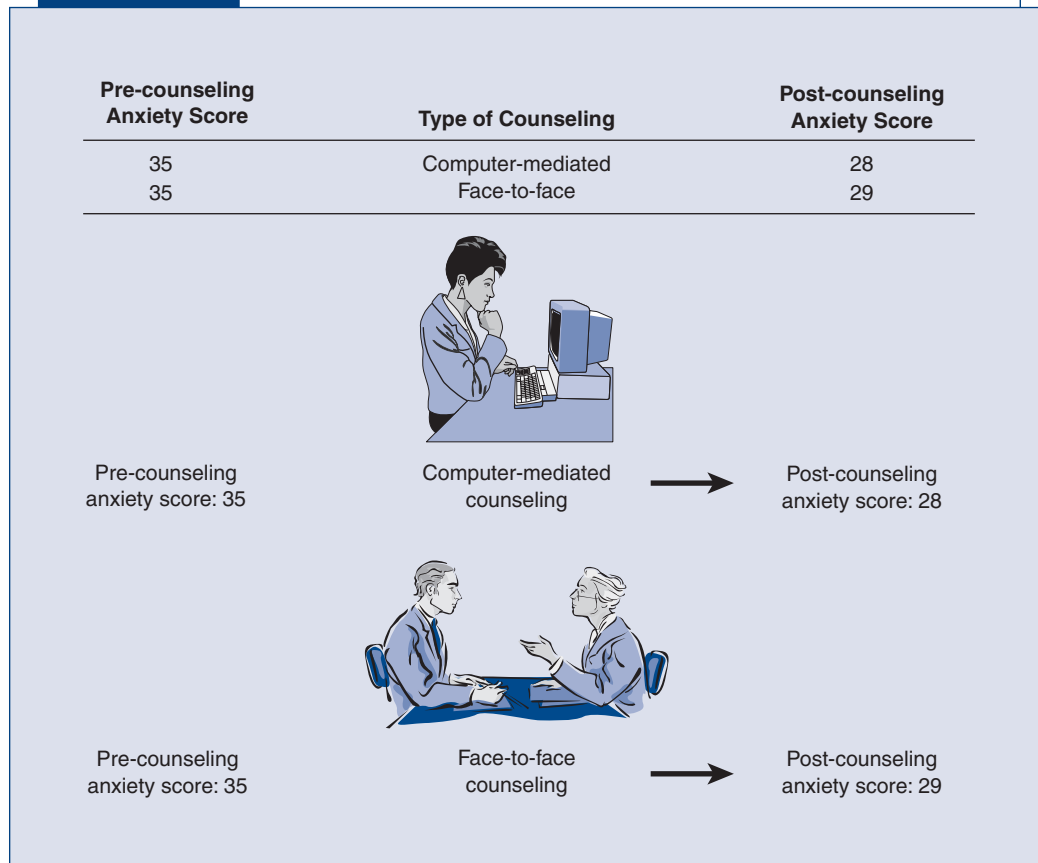 Pre-counseling
Anxiety Score
Type of Counseling
Post-counseling
Anxiety Score
35 Computer-mediated 28
35 Face-to-face 29
Pre-counseling
anxiety score: 35
Computer-mediated
counseling
Post-counseling
anxiety score: 28
Pre-counseling
anxiety score: 35
Face-to-face
counseling
Post-counseling
anxiety score: 29